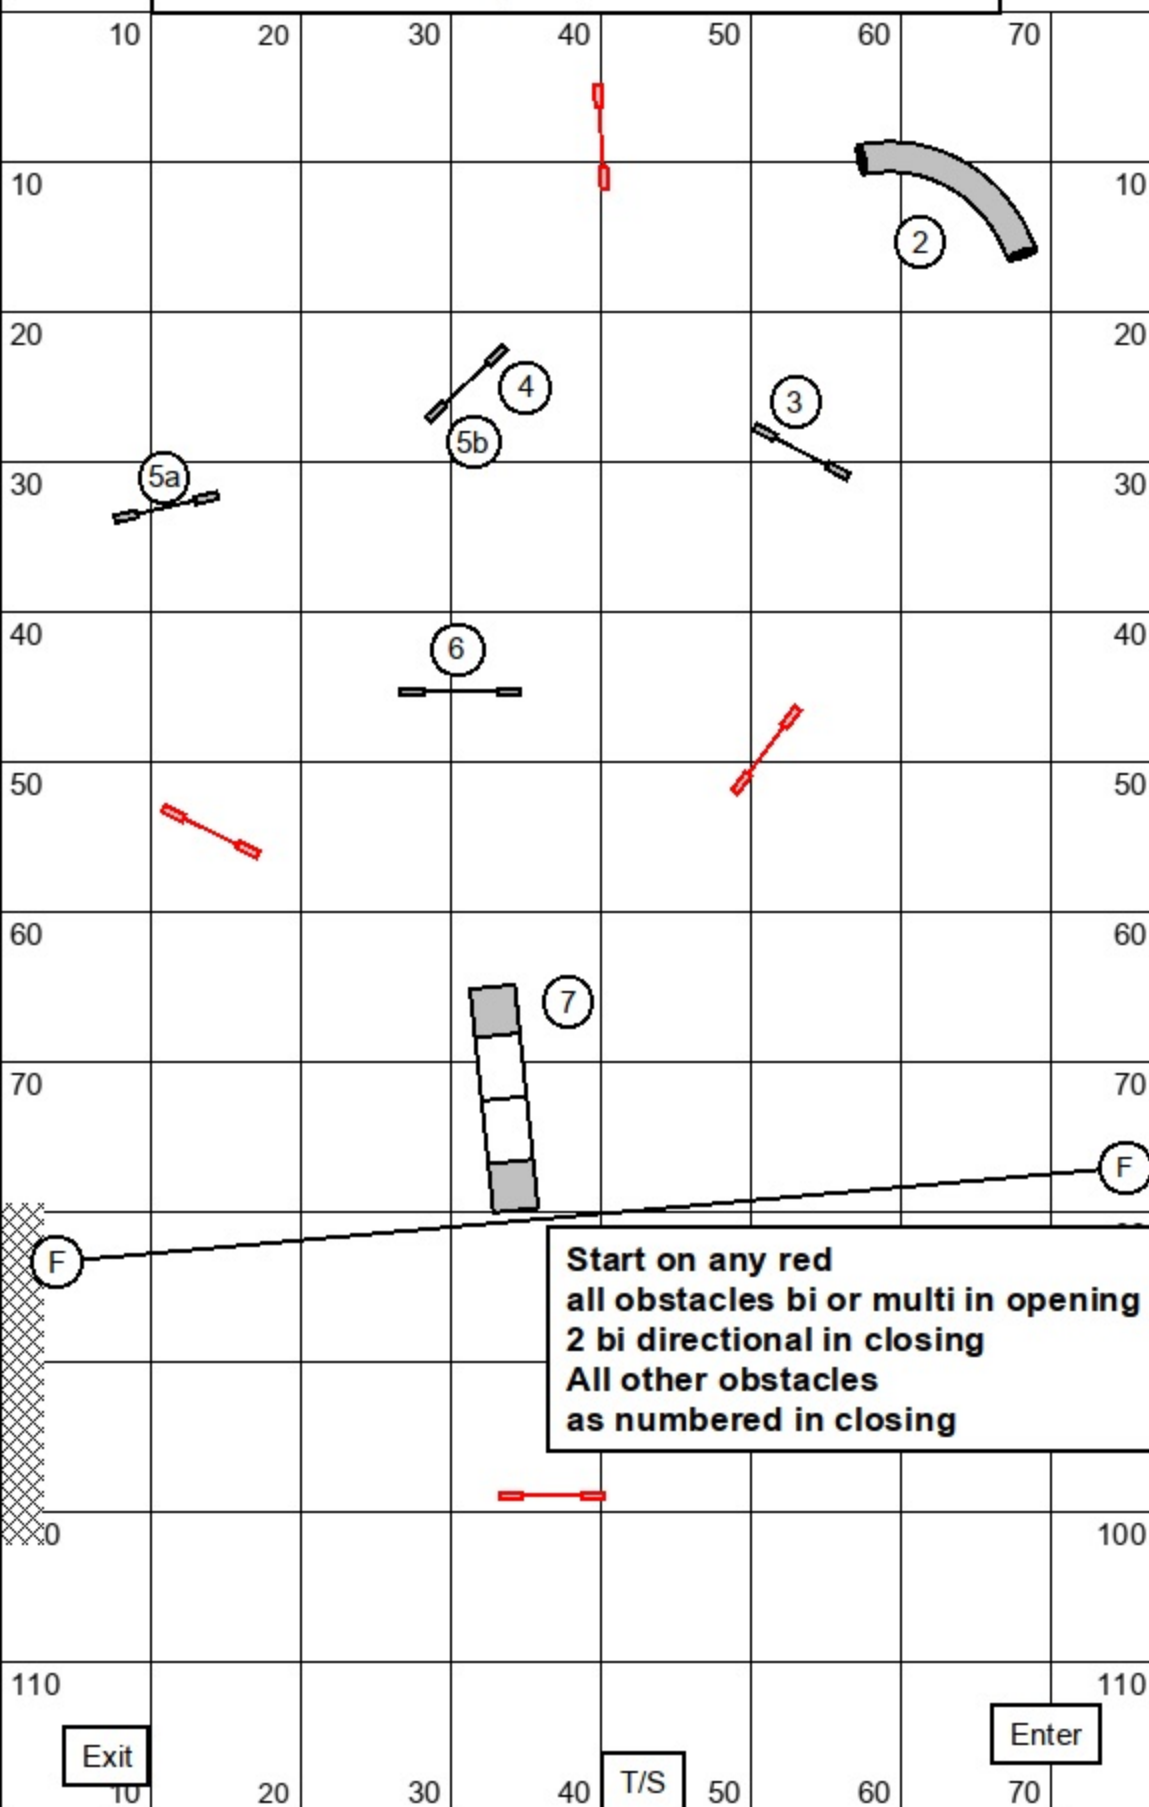 10 20 30 40 50 60 70
10 10
2
20 20
4 3
5b
5a
30 30
40 40
6
50 50
60 60
7
70 70
F
F
Start on any red
all obstacles bi or multi in opening
2 bi directional in closing
All other obstacles
as numbered in closing
0 100
110 110
Enter
Exit
T/S
10 20 30 40 50 60 70